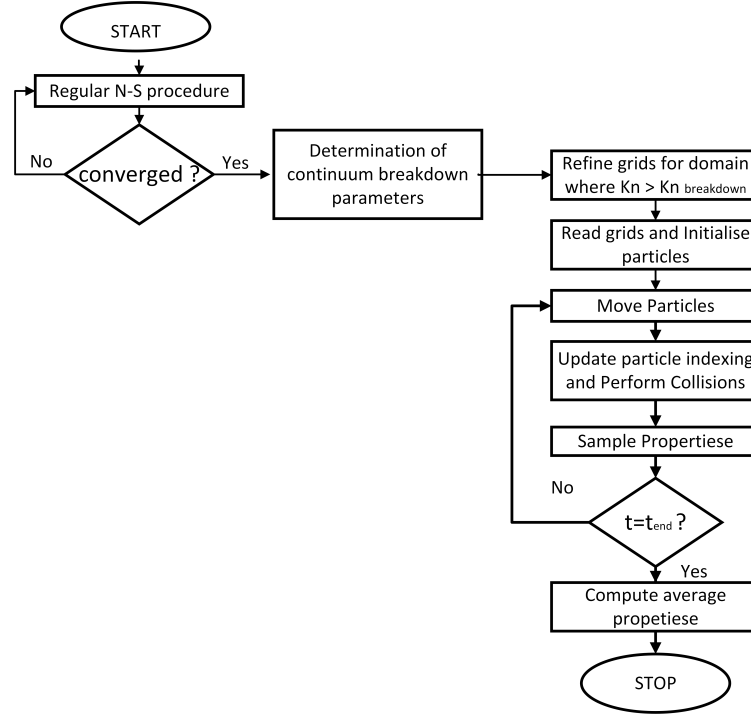 START
Regular N-S procedure
No
converged ?
Yes
Determination of
continuum breakdown
parameters
Refine grids for domain
where Kn > Kn breakdown
Read grids and Initialise
particles
Move Particles
Update particle indexing
and Perform Collisions
Sample Propertiese
No
t=tend ?
Yes
Compute average
propetiese
STOP